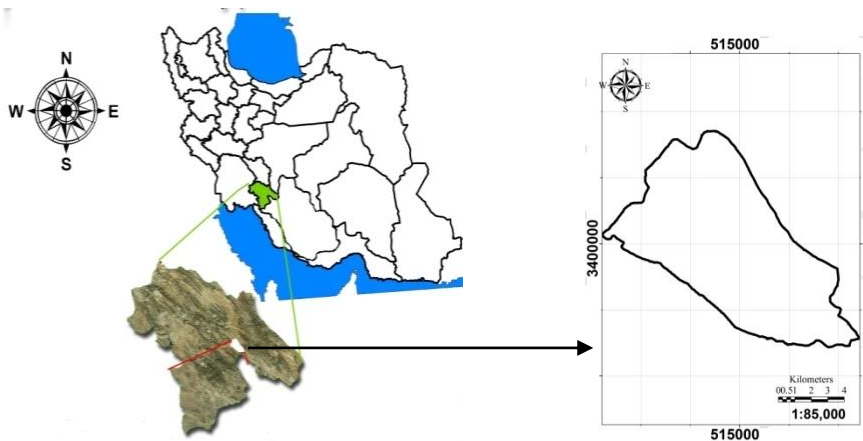 N
W E
S
515000
N
W E
S
3400000
Kilometers
00.51 2 3 4
1:85,000
515000